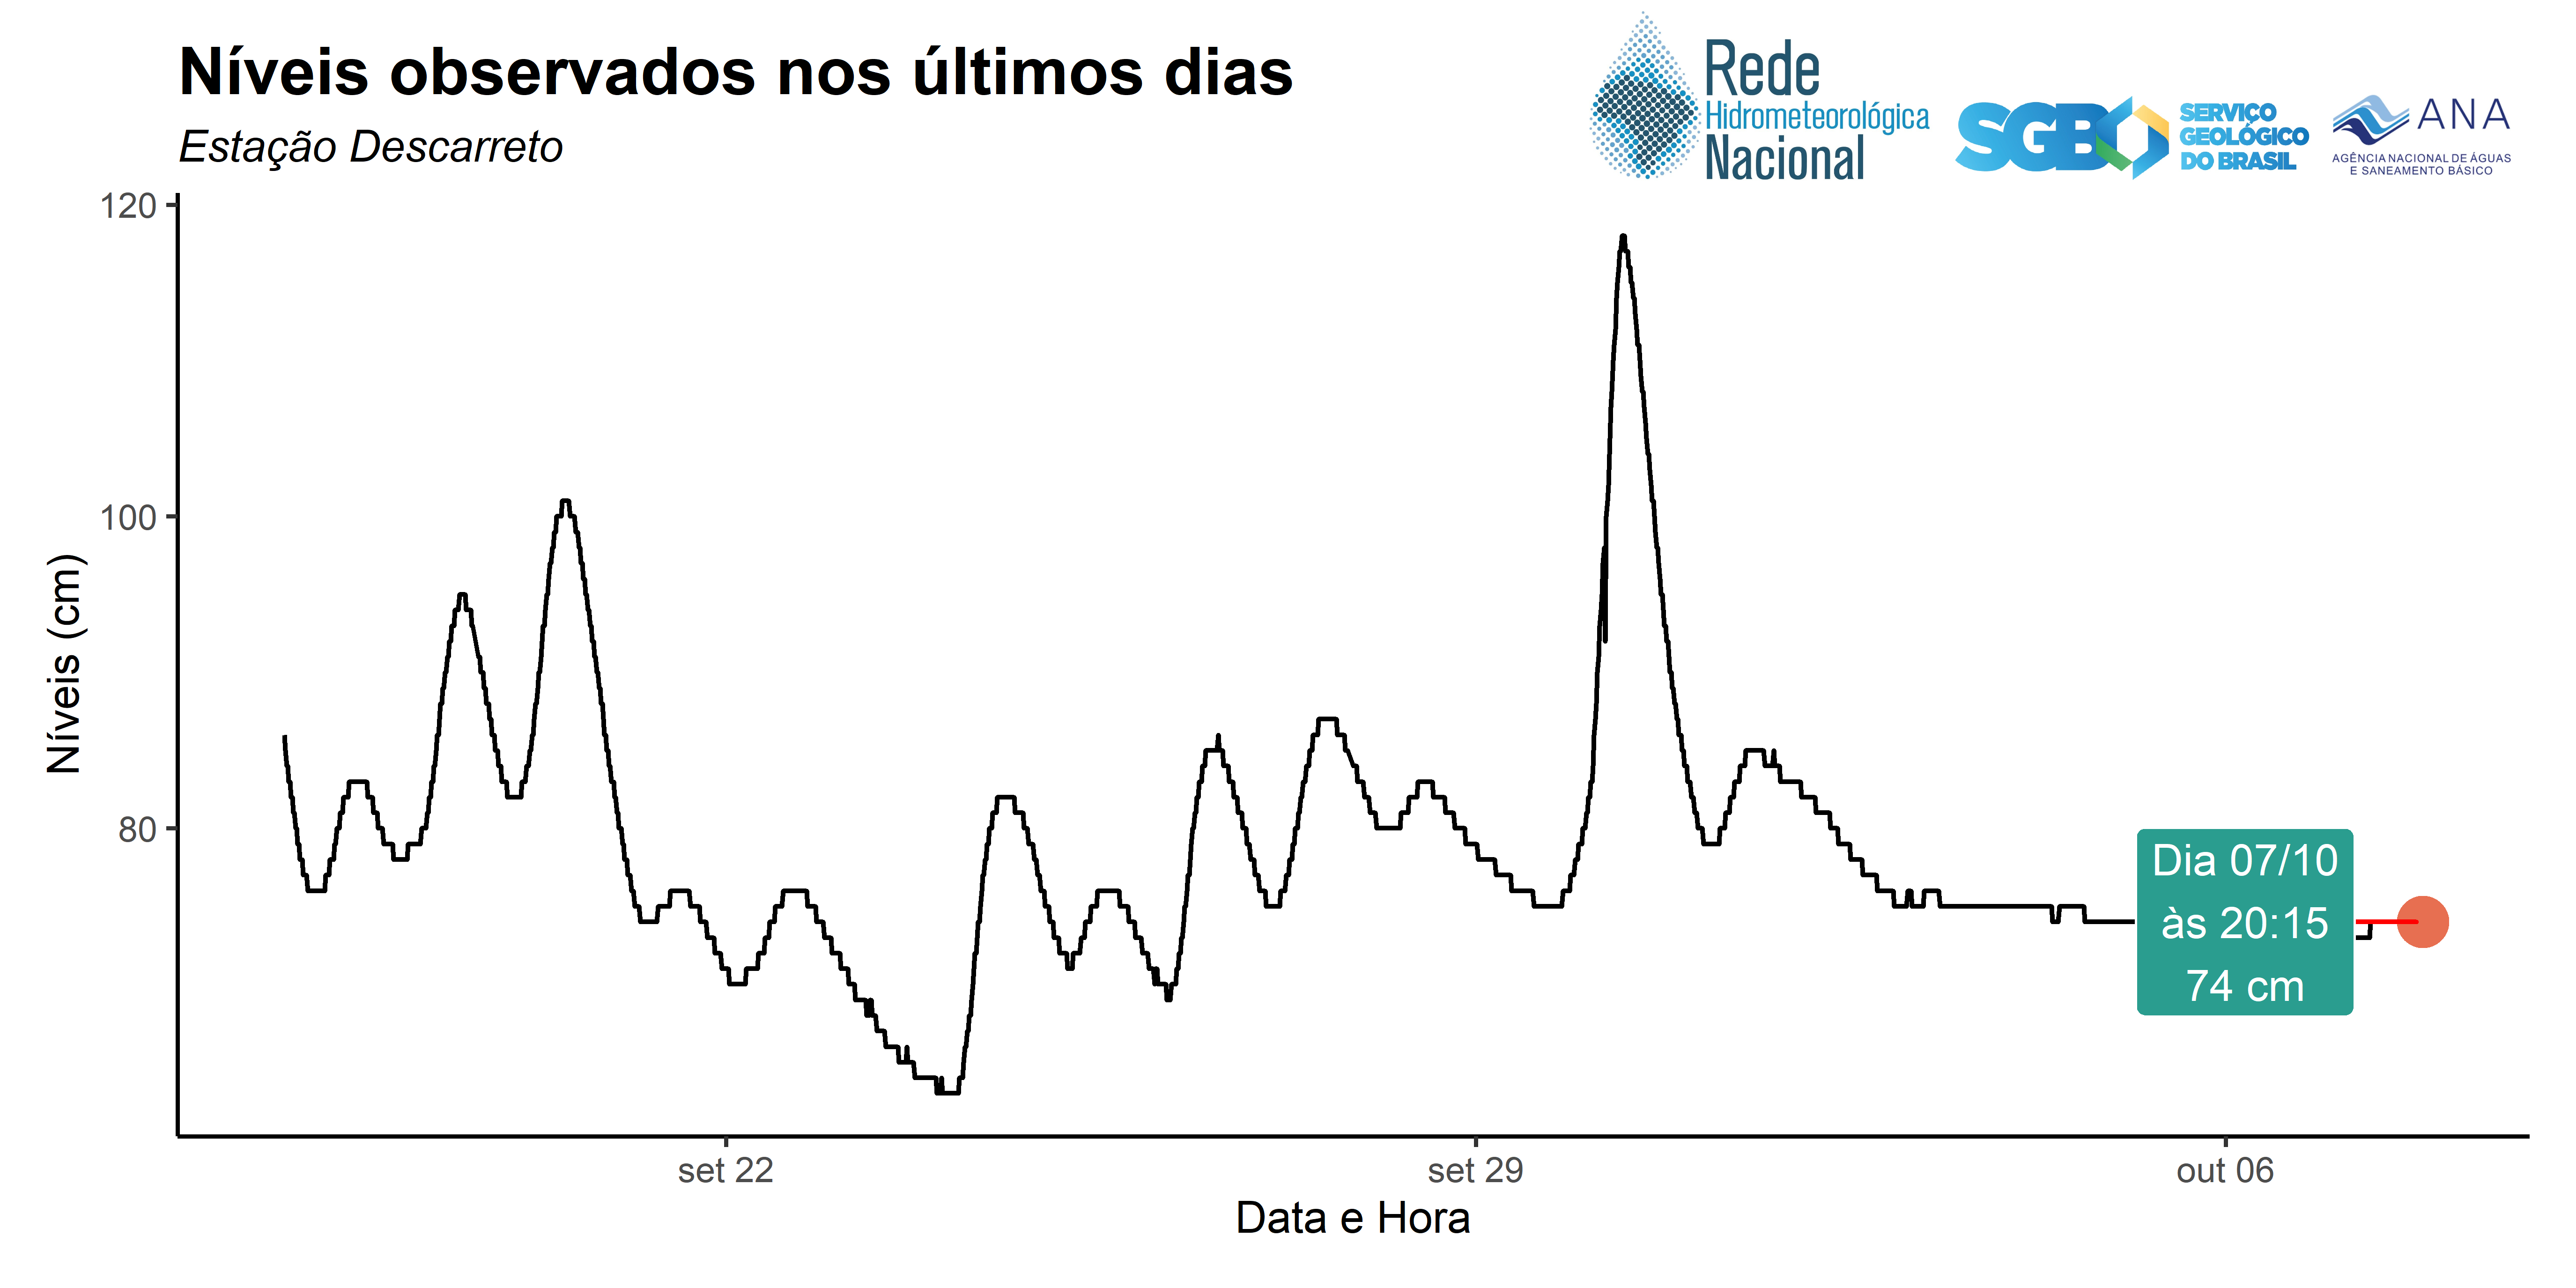 Níveis observados nos últimos dias
Estação Descarreto
Rede
Hidrometeorológica
Nacional
SGB
SERVIÇO
GEOLÓGICO
DO BRASIL
ANA
AGÊNCIA NACIONAL DE ÁGUAS
E SANEAMENTO BÁSICO
120
100
80
Níveis (cm)
Dia 07/10
às 20:15
74 cm
set 22
set 29
out 06
Data e Hora